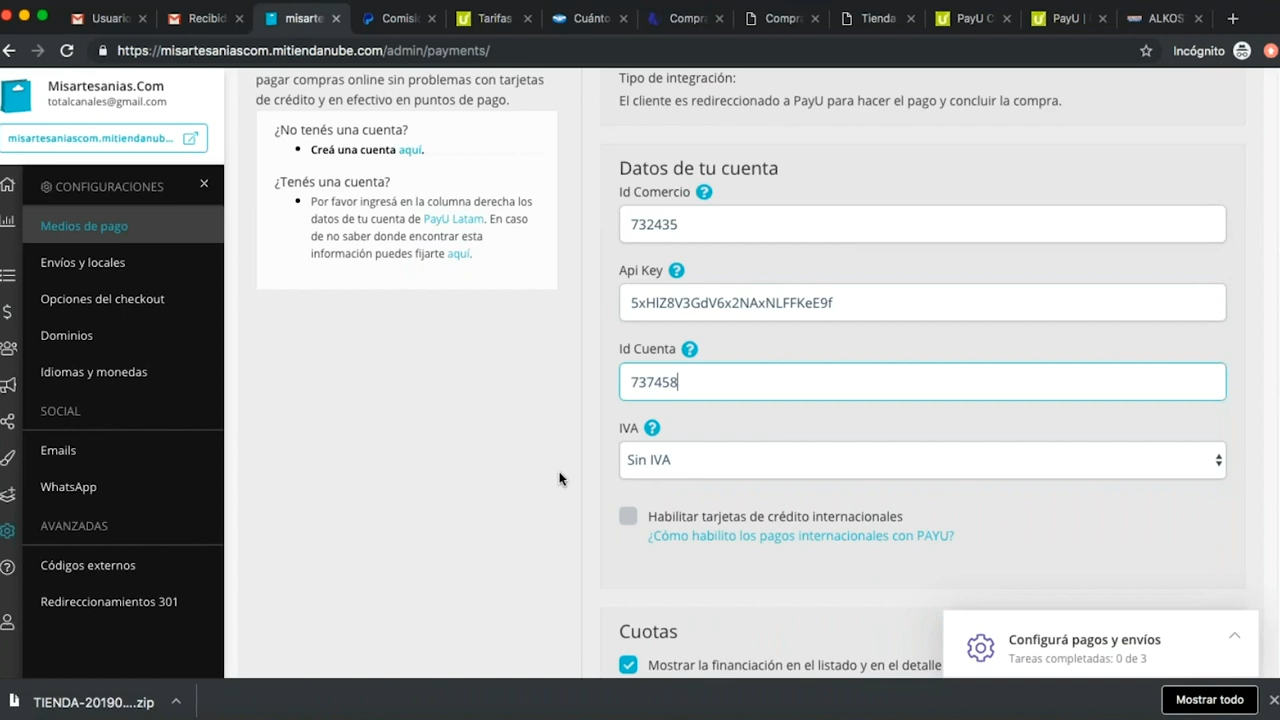 Usuario
Recibid
misarte
Comisi
Tarifas
Cuánto
Compra
Compr
Tienda
PayU C
PayU |
ALKOS
https://misartesaniascom.mitiendanube.com/admin/payments/
Incógnito
Misartesanias.Com
totalcanales@gmail.com
misartesaniascom.mitiendanub...
CONFIGURACIONES
Medios de pago
Envíos y locales
Opciones del checkout
Dominios
Idiomas y monedas
SOCIAL
Emails
WhatsApp
AVANZADAS
Códigos externos
Redireccionamientos 301
pagar compras online sin problemas con tarjetas
de crédito y en efectivo en puntos de pago.
¿No tenés una cuenta?
Creá una cuenta aquí.
¿Tenés una cuenta?
Por favor ingresá en la columna derecha los
datos de tu cuenta de PayU Latam. En caso
de no saber donde encontrar esta
información puedes fijarte aquí.
Tipo de integración:
El cliente es redireccionado a PayU para hacer el pago y concluir la compra.
Datos de tu cuenta
Id Comercio
732435
Api Key
5xHlZ8V3GdV6x2NAxNLFFKeE9f
Id Cuenta
737458
IVA
Sin IVA
Habilitar tarjetas de crédito internacionales
¿Cómo habilito los pagos internacionales con PAYU?
Cuotas
Mostrar la financiación en el listado y en el detalle
Configurá pagos y envíos
Tareas completadas: 0 de 3
TIENDA-20190....zip
Mostrar todo